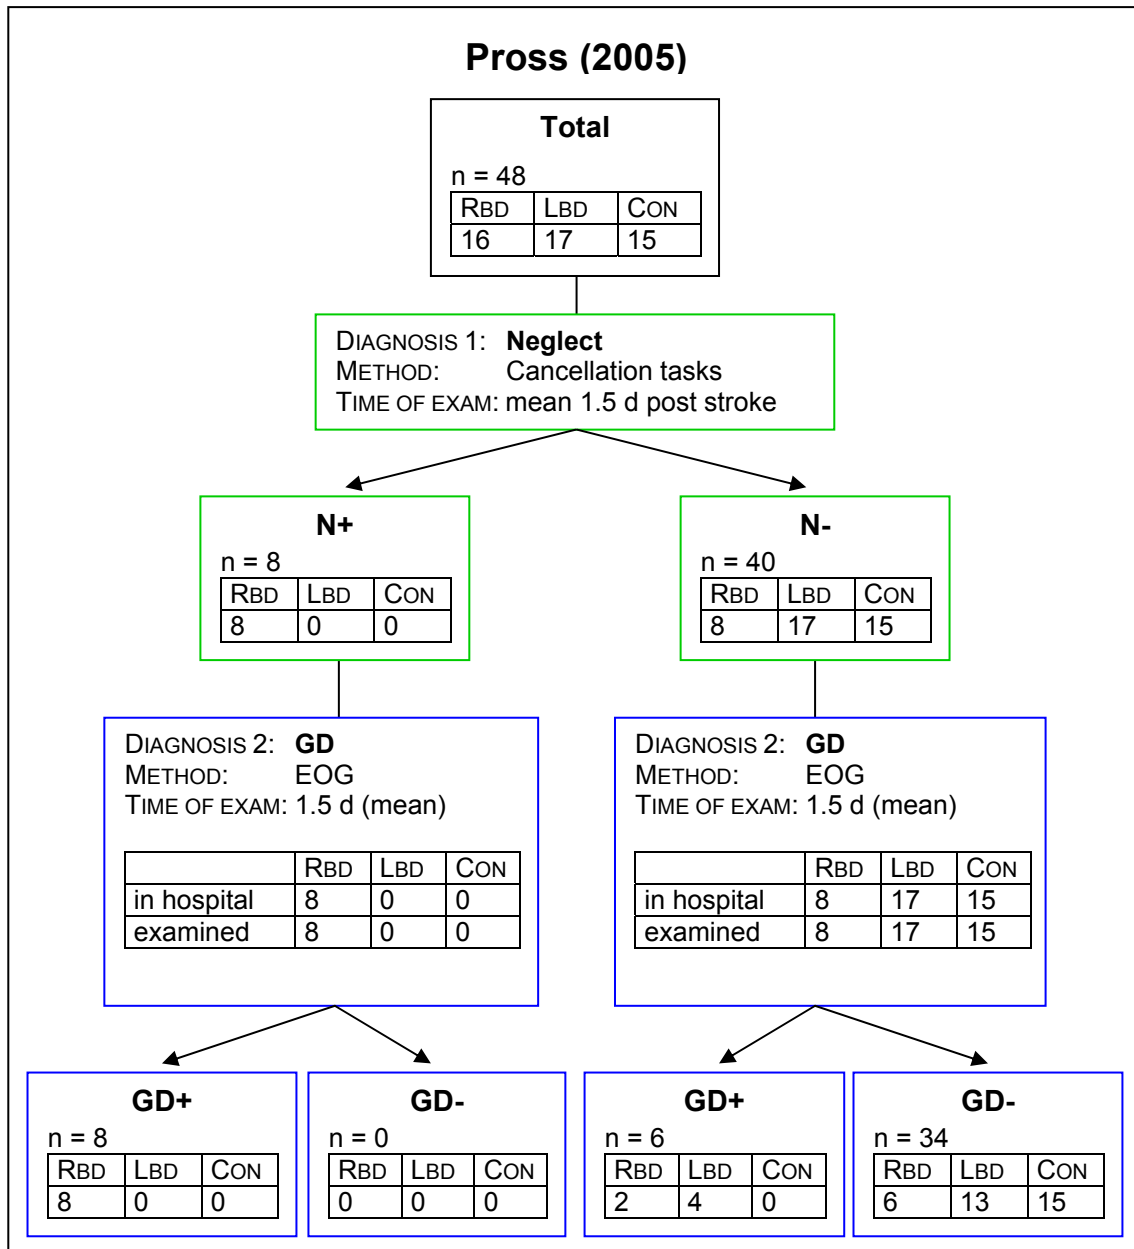 Pross (2005)
Total
n = 48
RBD LBD CON
16 17 15
DIAGNOSIS 1: Neglect
METHOD: Cancellation tasks
TIME OF EXAM: mean 1.5 d post stroke
N+
n = 8
RBD LBD CON
8 0 0
N-
n = 40
RBD LBD CON
8 17 15
DIAGNOSIS 2: GD
METHOD: EOG
TIME OF EXAM: 1.5 d (mean)
RBD LBD CON
in hospital 8 0 0
examined 8 0 0
DIAGNOSIS 2: GD
METHOD: EOG
TIME OF EXAM: 1.5 d (mean)
RBD LBD CON
in hospital 8 17 15
examined 8 17 15
GD+
n = 8
RBD LBD CON
8 0 0
GD-
n = 0
RBD LBD CON
0 0 0
GD+
n = 6
RBD LBD CON
2 4 0
GD-
n = 34
RBD LBD CON
6 13 15